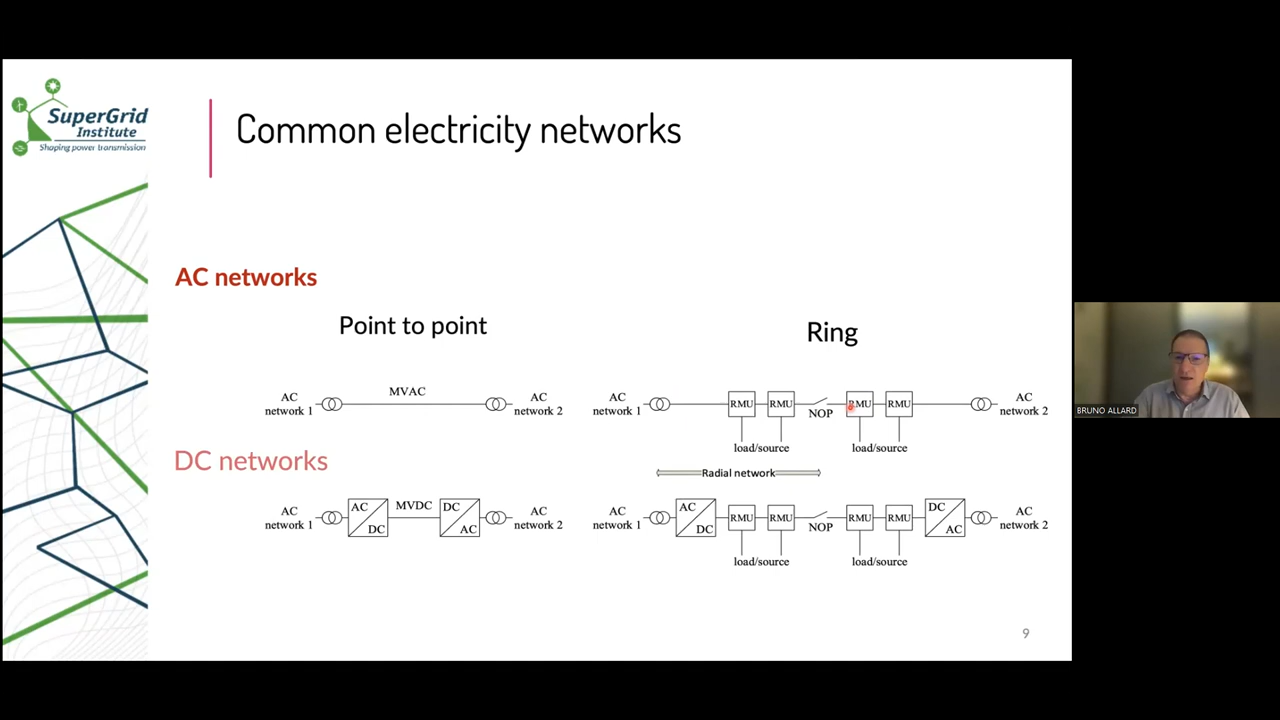 SuperGrid
Institute
Shaping power transmission
Common electricity networks
AC networks
Point to point
Ring
AC
network 1
MVAC
AC
network 2
AC
network 1
RMU
RMU
NOP
RMU
RMU
AC
network 2
load/source
load/source
DC networks
Radial network
AC
network 1
AC
DC
MVDC
DC
AC
AC
network 2
AC
network 1
AC
DC
RMU
RMU
NOP
RMU
RMU
DC
AC
AC
network 2
load/source
load/source
9
BRUNO ALLARD